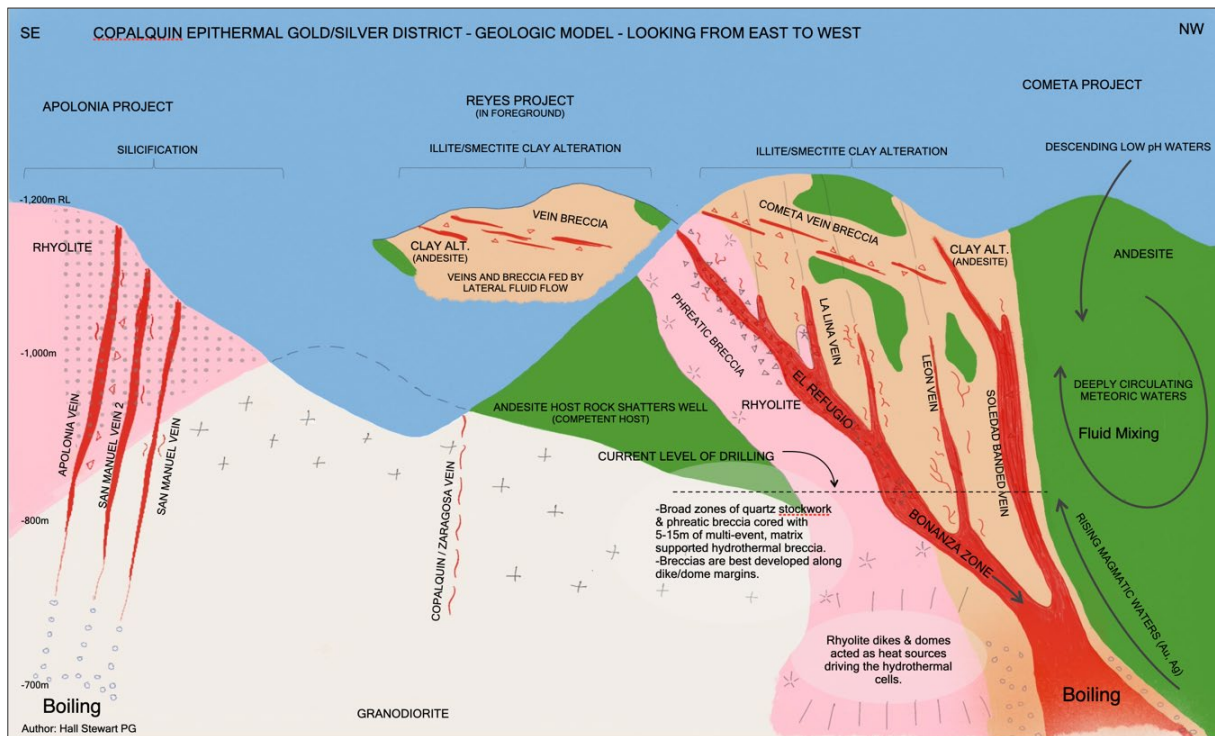 SE
COPALQUIN EPITHERMAL GOLD/SILVER DISTRICT - GEOLOGIC MODEL - LOOKING FROM EAST TO WEST
NW
APOLONIA PROJECT
REYES PROJECT
(IN FOREGROUND)
COMETA PROJECT
SILICIFICATION
ILLITE/SMECTITE CLAY ALTERATION
ILLITE/SMECTITE CLAY ALTERATION
DESCENDING LOW pH WATERS
-1,200m RL
RHYOLITE
VEIN BRECCIA
CLAY ALT.
(ANDESITE)
VEINS AND BRECCIA FED BY
LATERAL FLUID FLOW
COMETA VEIN BRECCIA
CLAY ALT.
(ANDESITE)
ANDESITE
-1,000m
PHREATIC BRECCIA
LA LINA VEIN
EL REFUGIO
RHYOLITE
LEON VEIN
SOLEDAD BANDED VEIN
DEEPLY CIRCULATING
METEORIC WATERS
Fluid Mixing
APOLONIA VEIN
SAN MANUEL VEIN 2
SAN MANUEL VEIN
ANDESITE HOST ROCK SHATTERS WELL
(COMPETENT HOST)
CURRENT LEVEL OF DRILLING
-800m
COPALQUIN / ZARAGOSA VEIN
-Broad zones of quartz stockwork
& phreatic breccia cored with
5-15m of multi-event, matrix
supported hydrothermal breccia.
-Breccias are best developed along
dike/dome margins.
BONANZA ZONE
RISING MAGMATIC WATERS (Au, Ag)
Rhyolite dikes & domes
acted as heat sources
driving the hydrothermal
cells.
-700m
Boiling
Boiling
GRANODIORITE
Author: Hall Stewart PG